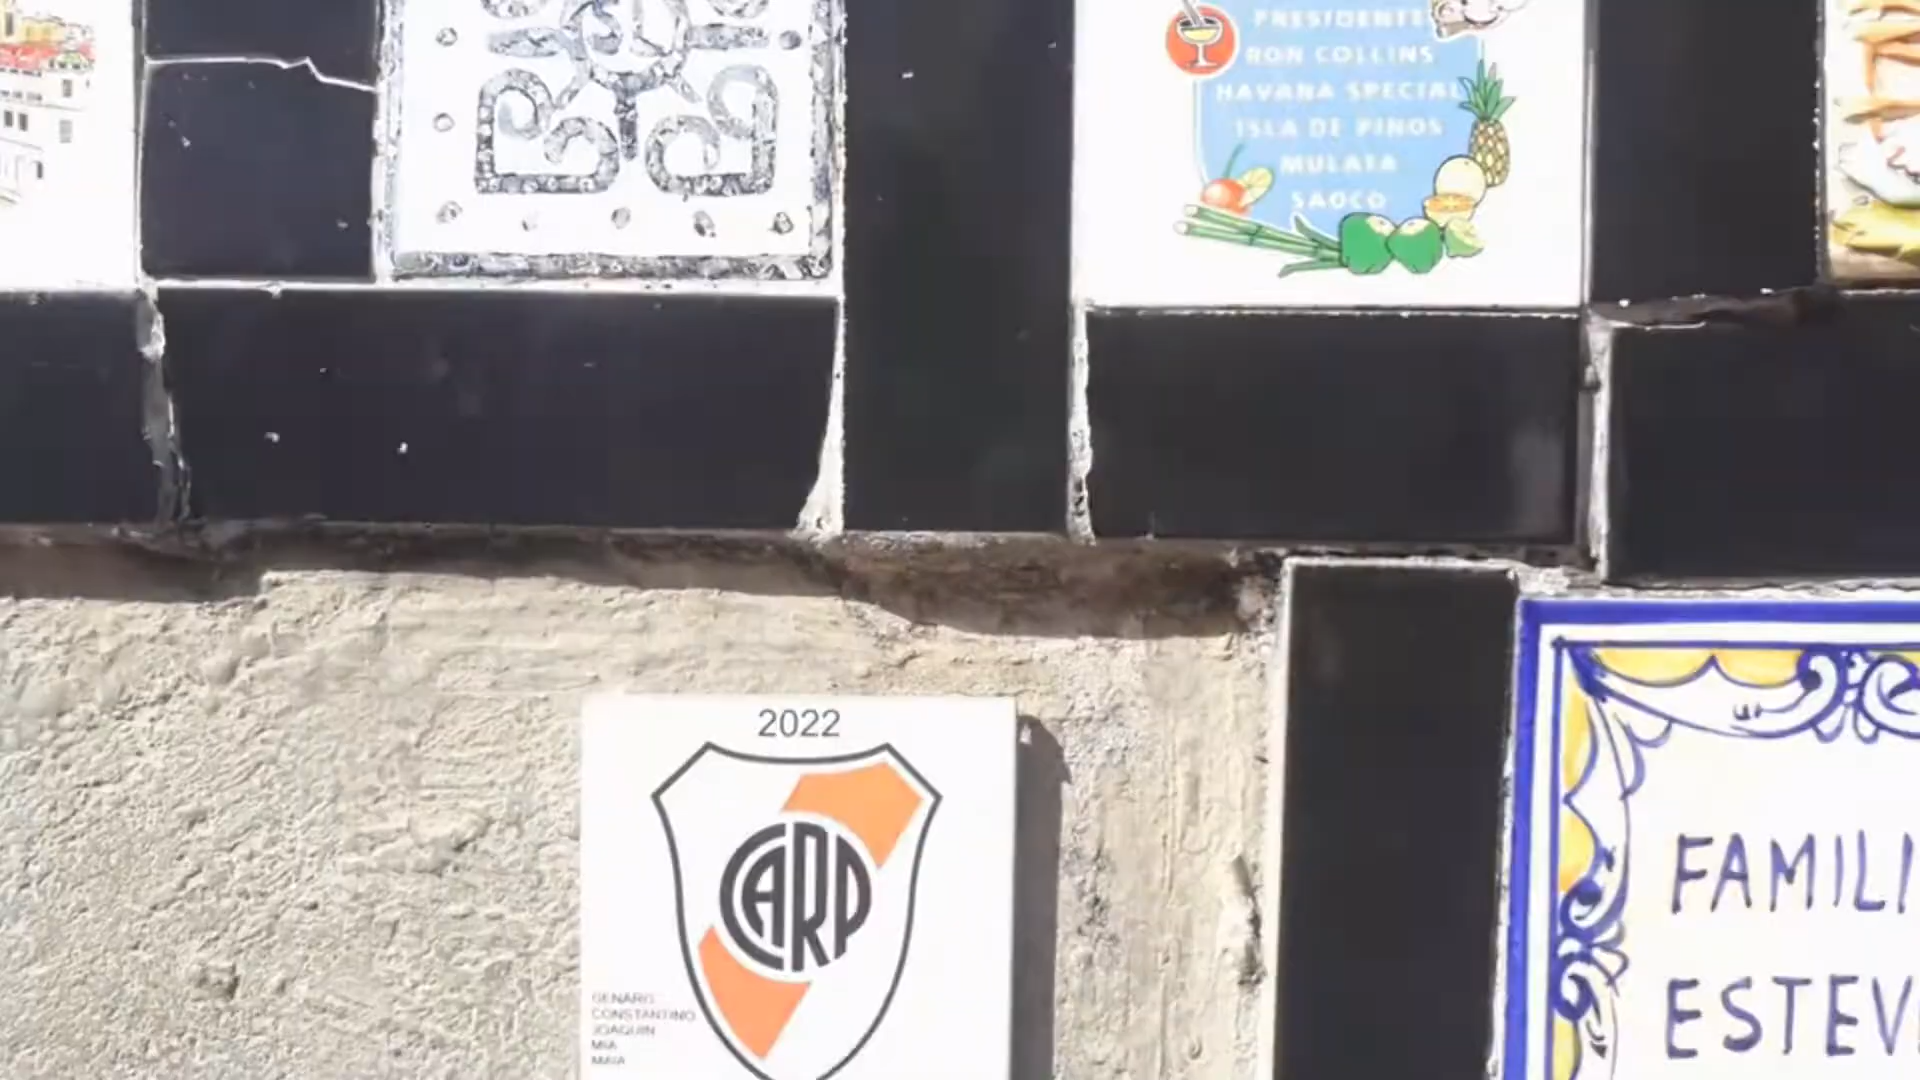 PRESIDENTE
RON COLLINS
HAVANA SPECIAL
ISLA DE PINOS
MULATA
SAOCO
2022
CARP
GENARO
CONSTANTINO
JOAQUIN
MIA
MAIA
FAMILI
ESTEV